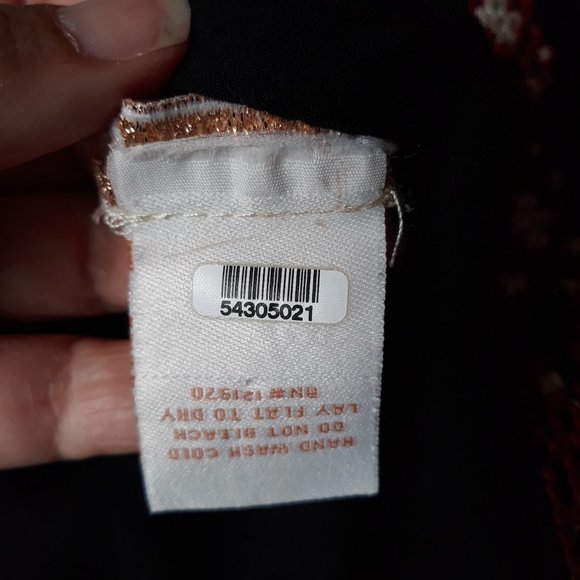 54305021
HAND WASH COLD
DO NOT BLEACH
LAY FLAT TO DRY
RN# 121970